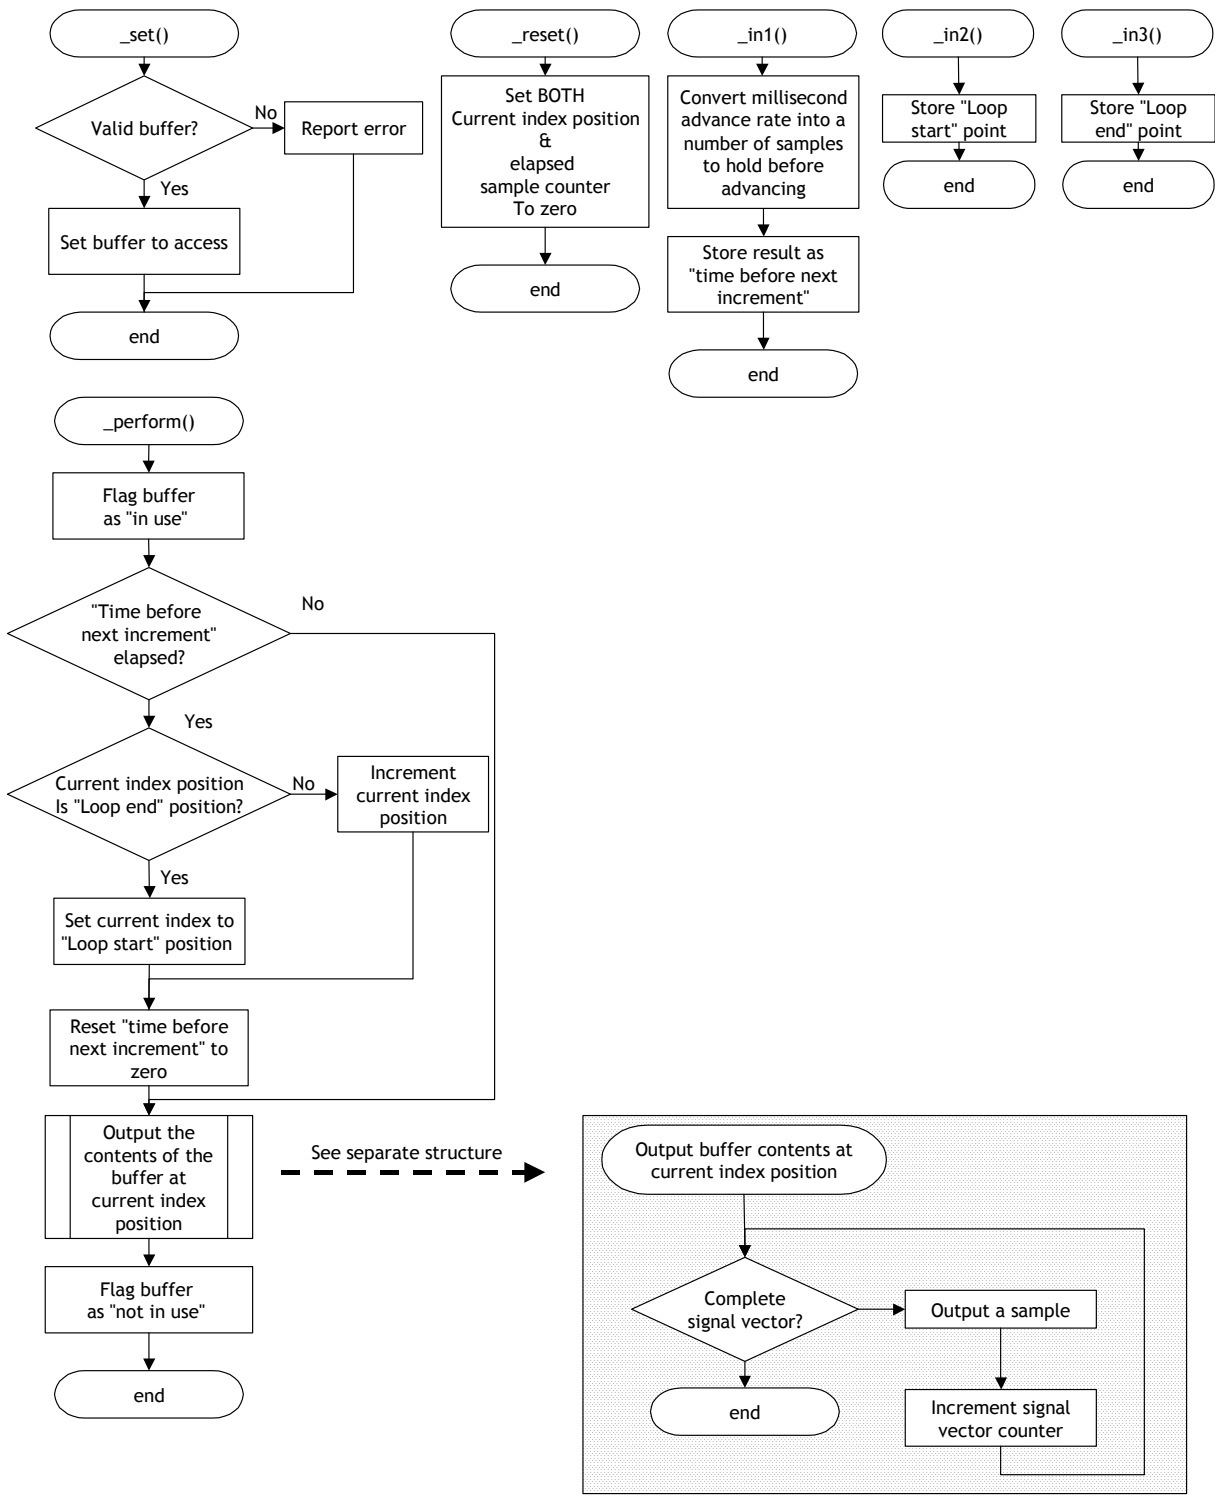 _set()
Valid buffer?
No
Report error
Yes
Set buffer to access
end
_reset()
Set BOTH
Current index position
&
elapsed
sample counter
To zero
end
_in1()
Convert millisecond
advance rate into a
number of samples
to hold before
advancing
Store result as
"time before next
increment"
end
_in2()
Store "Loop
start" point
end
_in3()
Store "Loop
end" point
end
_perform()
Flag buffer
as "in use"
"Time before
next increment"
elapsed?
No
Yes
Current index position
Is "Loop end" position?
No
Increment
current index
position
Yes
Set current index to
"Loop start" position
Reset "time before
next increment" to
zero
Output the
contents of the
buffer at
current index
position
See separate structure
Flag buffer
as "not in use"
end
Output buffer contents at
current index position
Complete
signal vector?
Output a sample
Increment signal
vector counter
end